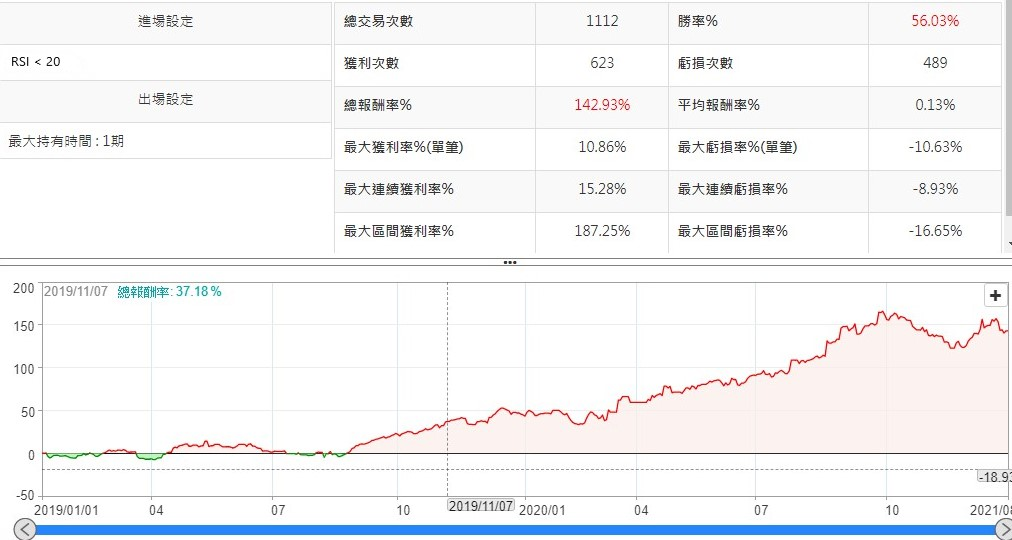 進場設定
RSI < 20
出場設定
最大持有時間 : 1期
總交易次數 1112 勝率% 56.03%
獲利次數 623 虧損次數 489
總報酬率% 142.93% 平均報酬率% 0.13%
最大獲利率%(單筆) 10.86% 最大虧損率%(單筆) -10.63%
最大連續獲利率% 15.28% 最大連續虧損率% -8.93%
最大區間獲利率% 187.25% 最大區間虧損率% -16.65%
2019/11/07 總報酬率: 37.18 %
200
150
100
50
0
-50
-18.93
2019/01/01 04 07 10 2019/11/07 2020/01 04 07 10 2021/08